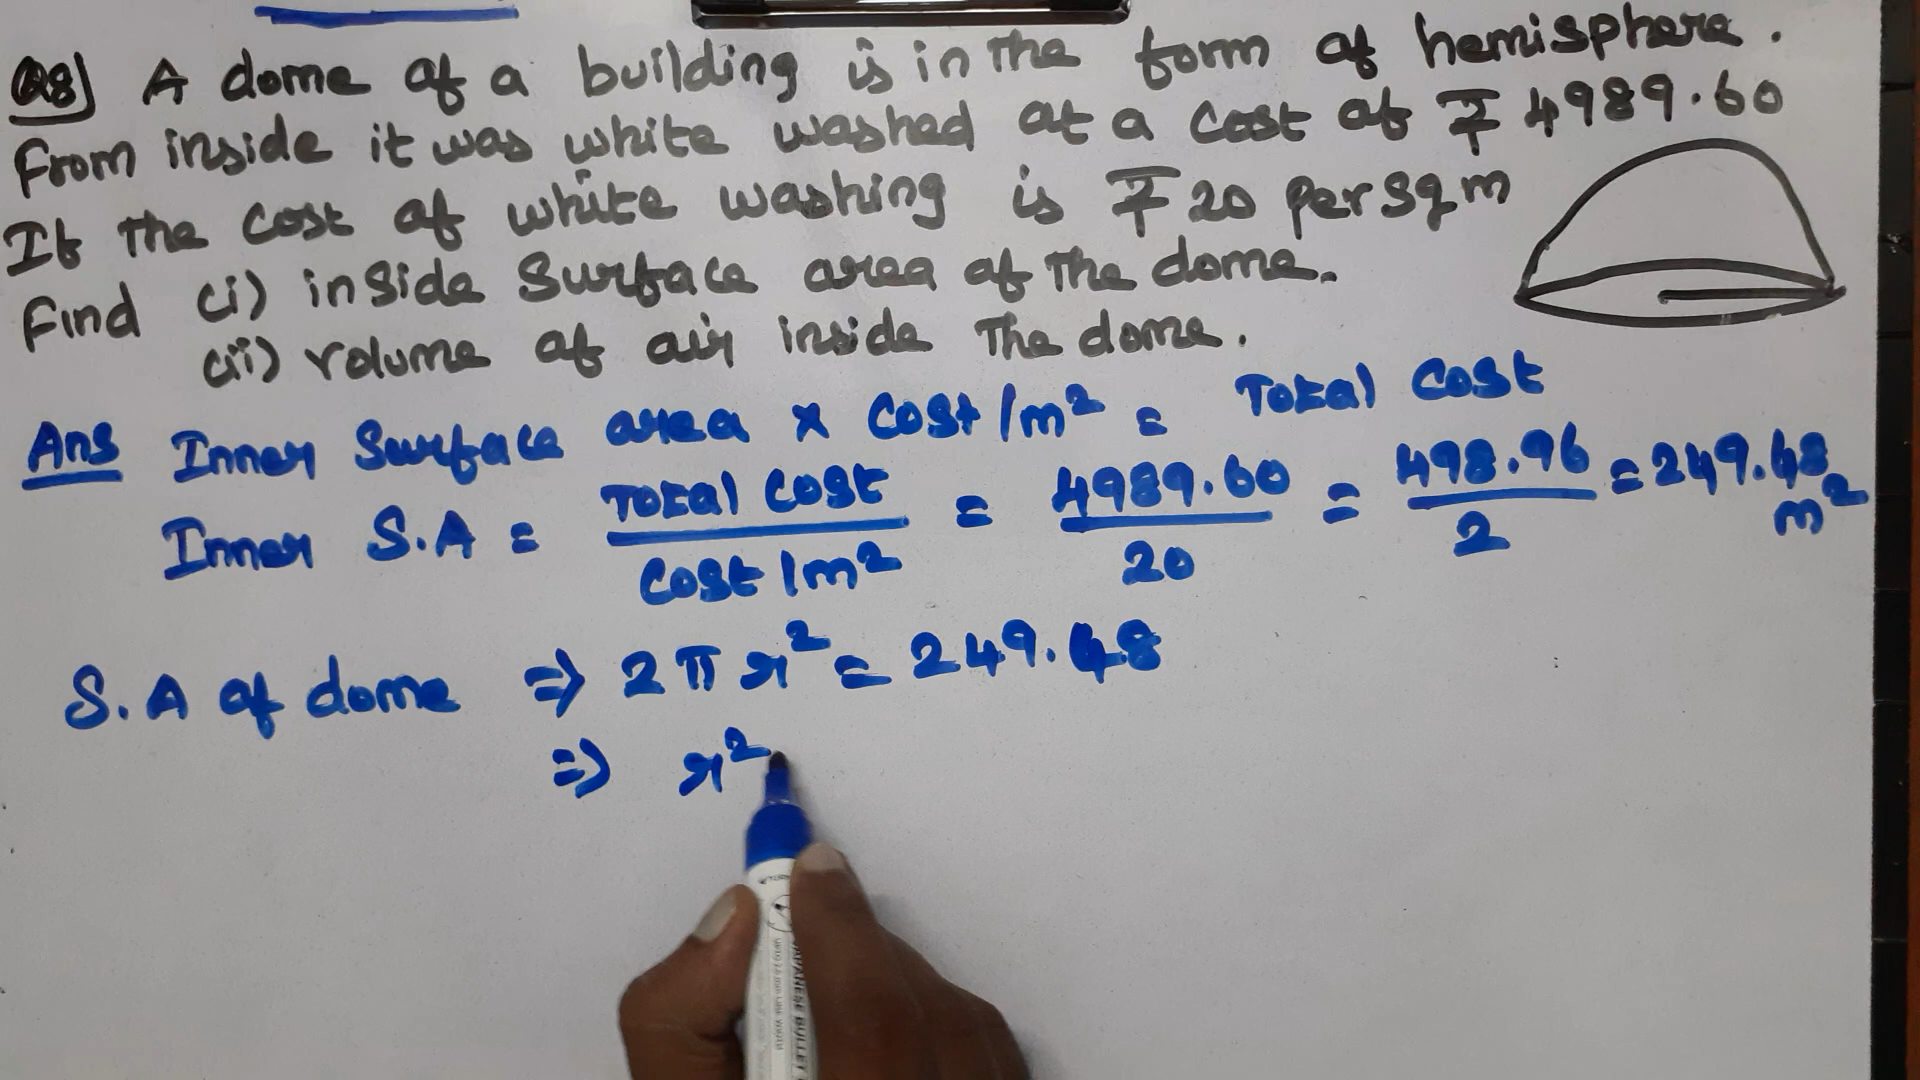 Q8) A dome of a building is in the form of hemisphere.
From inside it was white washed at a cost of ₹ 4989.60
If the cost of white washing is ₹ 20 per sqm
Find (i) inside surface area of the dome.
(ii) volume of air inside the dome.
Ans Inner Surface area × Cost/m² = Total Cost
Inner S.A = Total Cost / Cost/m² = 4989.60 / 20 = 498.96 / 2 = 249.48 m²
S.A of dome ⇒ 2πr² = 249.48
⇒ r²